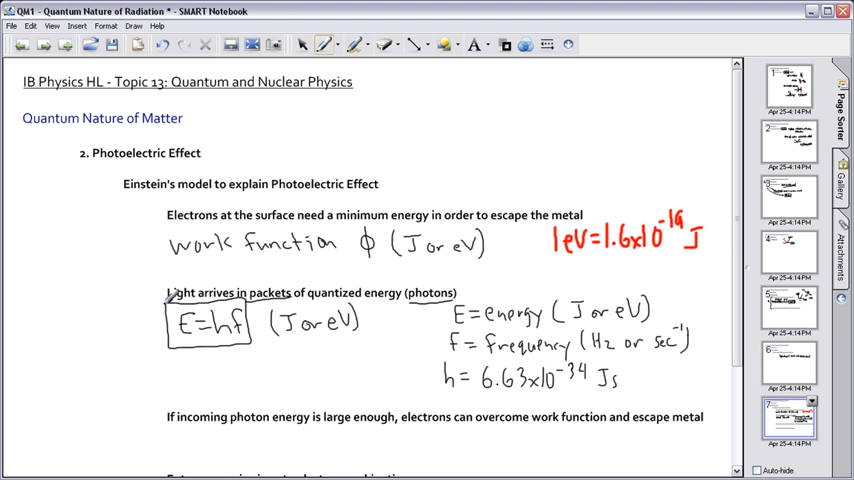 QM1 - Quantum Nature of Radiation * - SMART Notebook
File Edit View Insert Format Draw Help
IB Physics HL - Topic 13: Quantum and Nuclear Physics
Quantum Nature of Matter
2. Photoelectric Effect
Einstein's model to explain Photoelectric Effect
Electrons at the surface need a minimum energy in order to escape the metal
work function ϕ (J or eV)
1eV=1.6x10^-19 J
Light arrives in packets of quantized energy (photons)
E=hf (J or eV)
E=energy (J or eV)
f=frequency (Hz or sec^-1)
h=6.63x10^-34 Js
If incoming photon energy is large enough, electrons can overcome work function and escape metal
1
Apr 25-4:14 PM
2
Apr 25-4:14 PM
3
Apr 25-4:14 PM
4
Apr 25-4:14 PM
5
Apr 25-4:14 PM
6
Apr 25-4:14 PM
7
Apr 25-4:14 PM
Auto-hide
Page Sorter
Gallery
Attachments